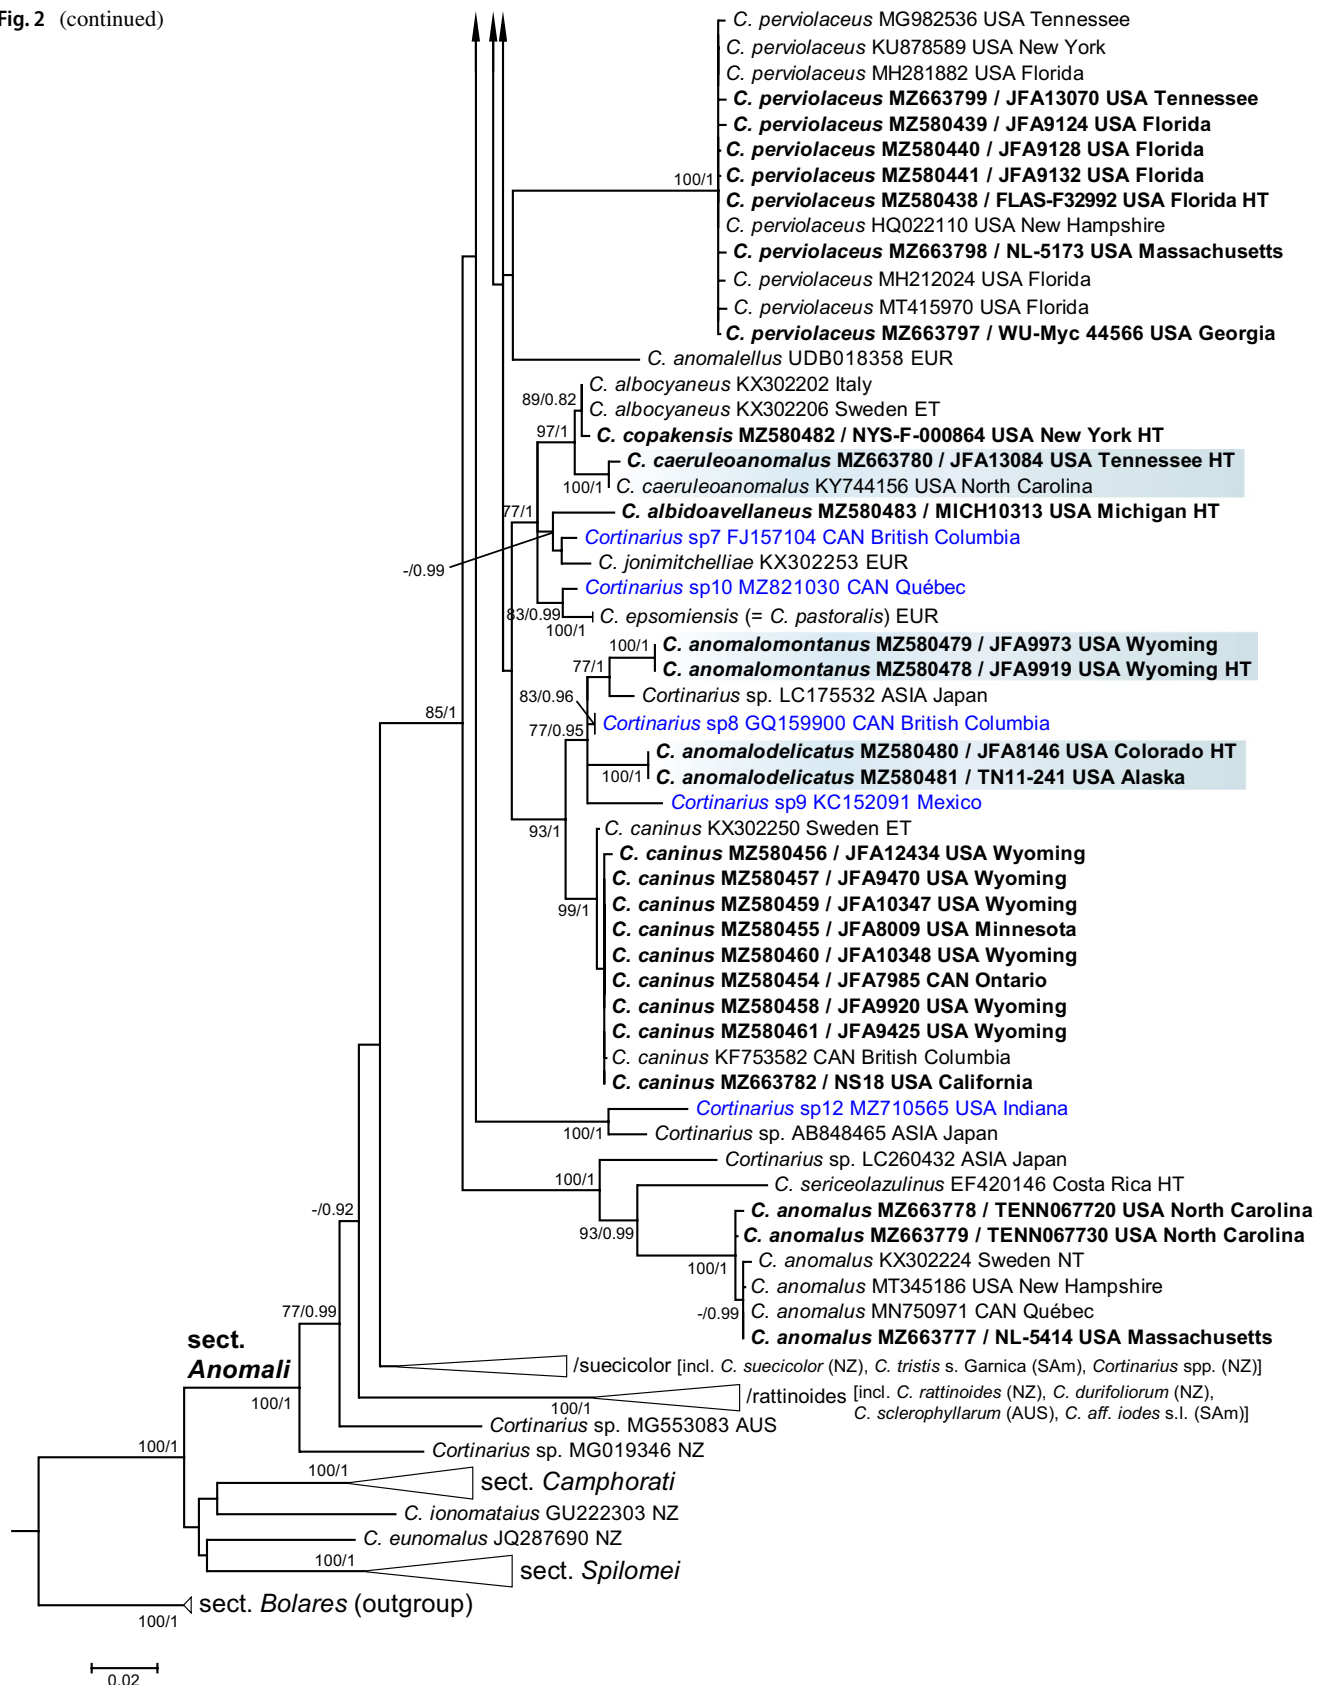 Fig. 2 (continued)
C. perviolaceus MG982536 USA Tennessee
C. perviolaceus KU878589 USA New York
C. perviolaceus MH281882 USA Florida
C. perviolaceus MZ663799 / JFA13070 USA Tennessee
C. perviolaceus MZ580439 / JFA9124 USA Florida
C. perviolaceus MZ580440 / JFA9128 USA Florida
C. perviolaceus MZ580441 / JFA9132 USA Florida
100/1
C. perviolaceus MZ580438 / FLAS-F32992 USA Florida HT
C. perviolaceus HQ022110 USA New Hampshire
C. perviolaceus MZ663798 / NL-5173 USA Massachusetts
C. perviolaceus MH212024 USA Florida
C. perviolaceus MT415970 USA Florida
C. perviolaceus MZ663797 / WU-Myc 44566 USA Georgia
C. anomalellus UDB018358 EUR
C. albocyaneus KX302202 Italy
89/0.82
C. albocyaneus KX302206 Sweden ET
97/1
C. copakensis MZ580482 / NYS-F-000864 USA New York HT
C. caeruleoanomalus MZ663780 / JFA13084 USA Tennessee HT
100/1
C. caeruleoanomalus KY744156 USA North Carolina
77/1
C. albidoavellaneus MZ580483 / MICH10313 USA Michigan HT
Cortinarius sp7 FJ157104 CAN British Columbia
C. jonimitchelliae KX302253 EUR
-/0.99
Cortinarius sp10 MZ821030 CAN Québec
83/0.99
C. epsomiensis (= C. pastoralis) EUR
100/1
100/1
C. anomalomontanus MZ580479 / JFA9973 USA Wyoming
77/1
C. anomalomontanus MZ580478 / JFA9919 USA Wyoming HT
83/0.96
Cortinarius sp. LC175532 ASIA Japan
Cortinarius sp8 GQ159900 CAN British Columbia
85/1
77/0.95
C. anomalodelicatus MZ580480 / JFA8146 USA Colorado HT
100/1
C. anomalodelicatus MZ580481 / TN11-241 USA Alaska
Cortinarius sp9 KC152091 Mexico
93/1
C. caninus KX302250 Sweden ET
C. caninus MZ580456 / JFA12434 USA Wyoming
C. caninus MZ580457 / JFA9470 USA Wyoming
99/1
C. caninus MZ580459 / JFA10347 USA Wyoming
C. caninus MZ580455 / JFA8009 USA Minnesota
C. caninus MZ580460 / JFA10348 USA Wyoming
C. caninus MZ580454 / JFA7985 CAN Ontario
C. caninus MZ580458 / JFA9920 USA Wyoming
C. caninus MZ580461 / JFA9425 USA Wyoming
C. caninus KF753582 CAN British Columbia
C. caninus MZ663782 / NS18 USA California
Cortinarius sp12 MZ710565 USA Indiana
100/1
Cortinarius sp. AB848465 ASIA Japan
Cortinarius sp. LC260432 ASIA Japan
100/1
C. sericeolazulinus EF420146 Costa Rica HT
-/0.92
C. anomalus MZ663778 / TENN067720 USA North Carolina
93/0.99
C. anomalus MZ663779 / TENN067730 USA North Carolina
100/1
C. anomalus KX302224 Sweden NT
C. anomalus MT345186 USA New Hampshire
77/0.99
-/0.99
C. anomalus MN750971 CAN Québec
C. anomalus MZ663777 / NL-5414 USA Massachusetts
sect.
Anomali
/suecicolor [incl. C. suecicolor (NZ), C. tristis s. Garnica (SAm), Cortinarius spp. (NZ)]
100/1
100/1
/rattinoides [incl. C. rattinoides (NZ), C. durifoliorum (NZ),
C. sclerophyllarum (AUS), C. aff. iodes s.l. (SAm)]
Cortinarius sp. MG553083 AUS
100/1
Cortinarius sp. MG019346 NZ
100/1
sect. Camphorati
C. ionomataius GU222303 NZ
C. eunomalus JQ287690 NZ
100/1
sect. Spilomei
sect. Bolares (outgroup)
100/1
0.02